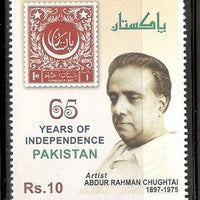 پاکستان
65
YEARS OF
INDEPENDENCE
PAKISTAN
Rs.10
Artist
ABDUR RAHMAN CHUGHTAI
1897-1975